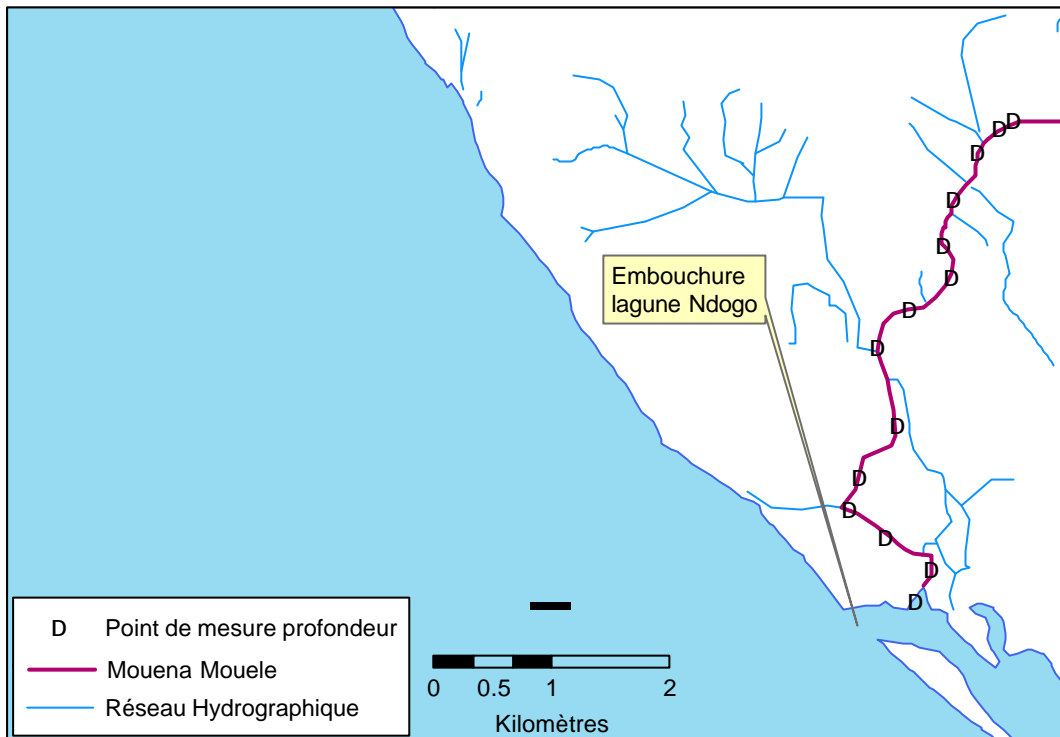 D
D
D
D
D
D
Embouchure
lagune Ndogo
D
D
D
D
D
D
D
D
D Point de mesure profondeur
Mouena Mouele
Réseau Hydrographique
0 0.5 1 2
Kilomètres